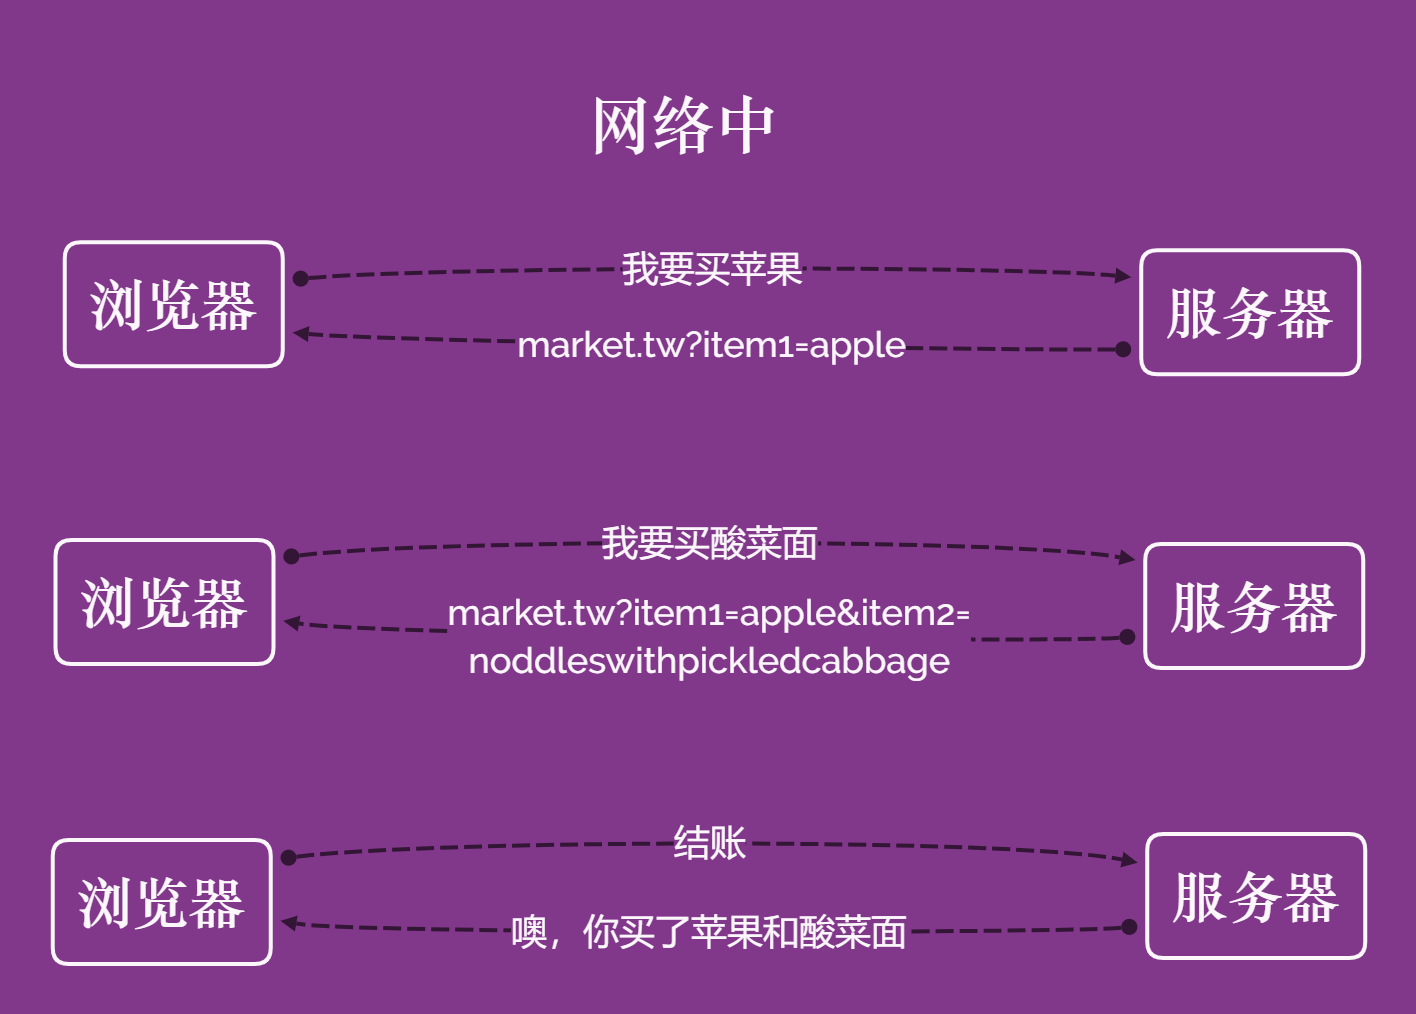 网络中
浏览器
我要买苹果
服务器
market.tw?item1=apple
浏览器
我要买酸菜面
服务器
market.tw?item1=apple&item2=
noddleswithpickledcabbage
浏览器
结账
服务器
噢，你买了苹果和酸菜面